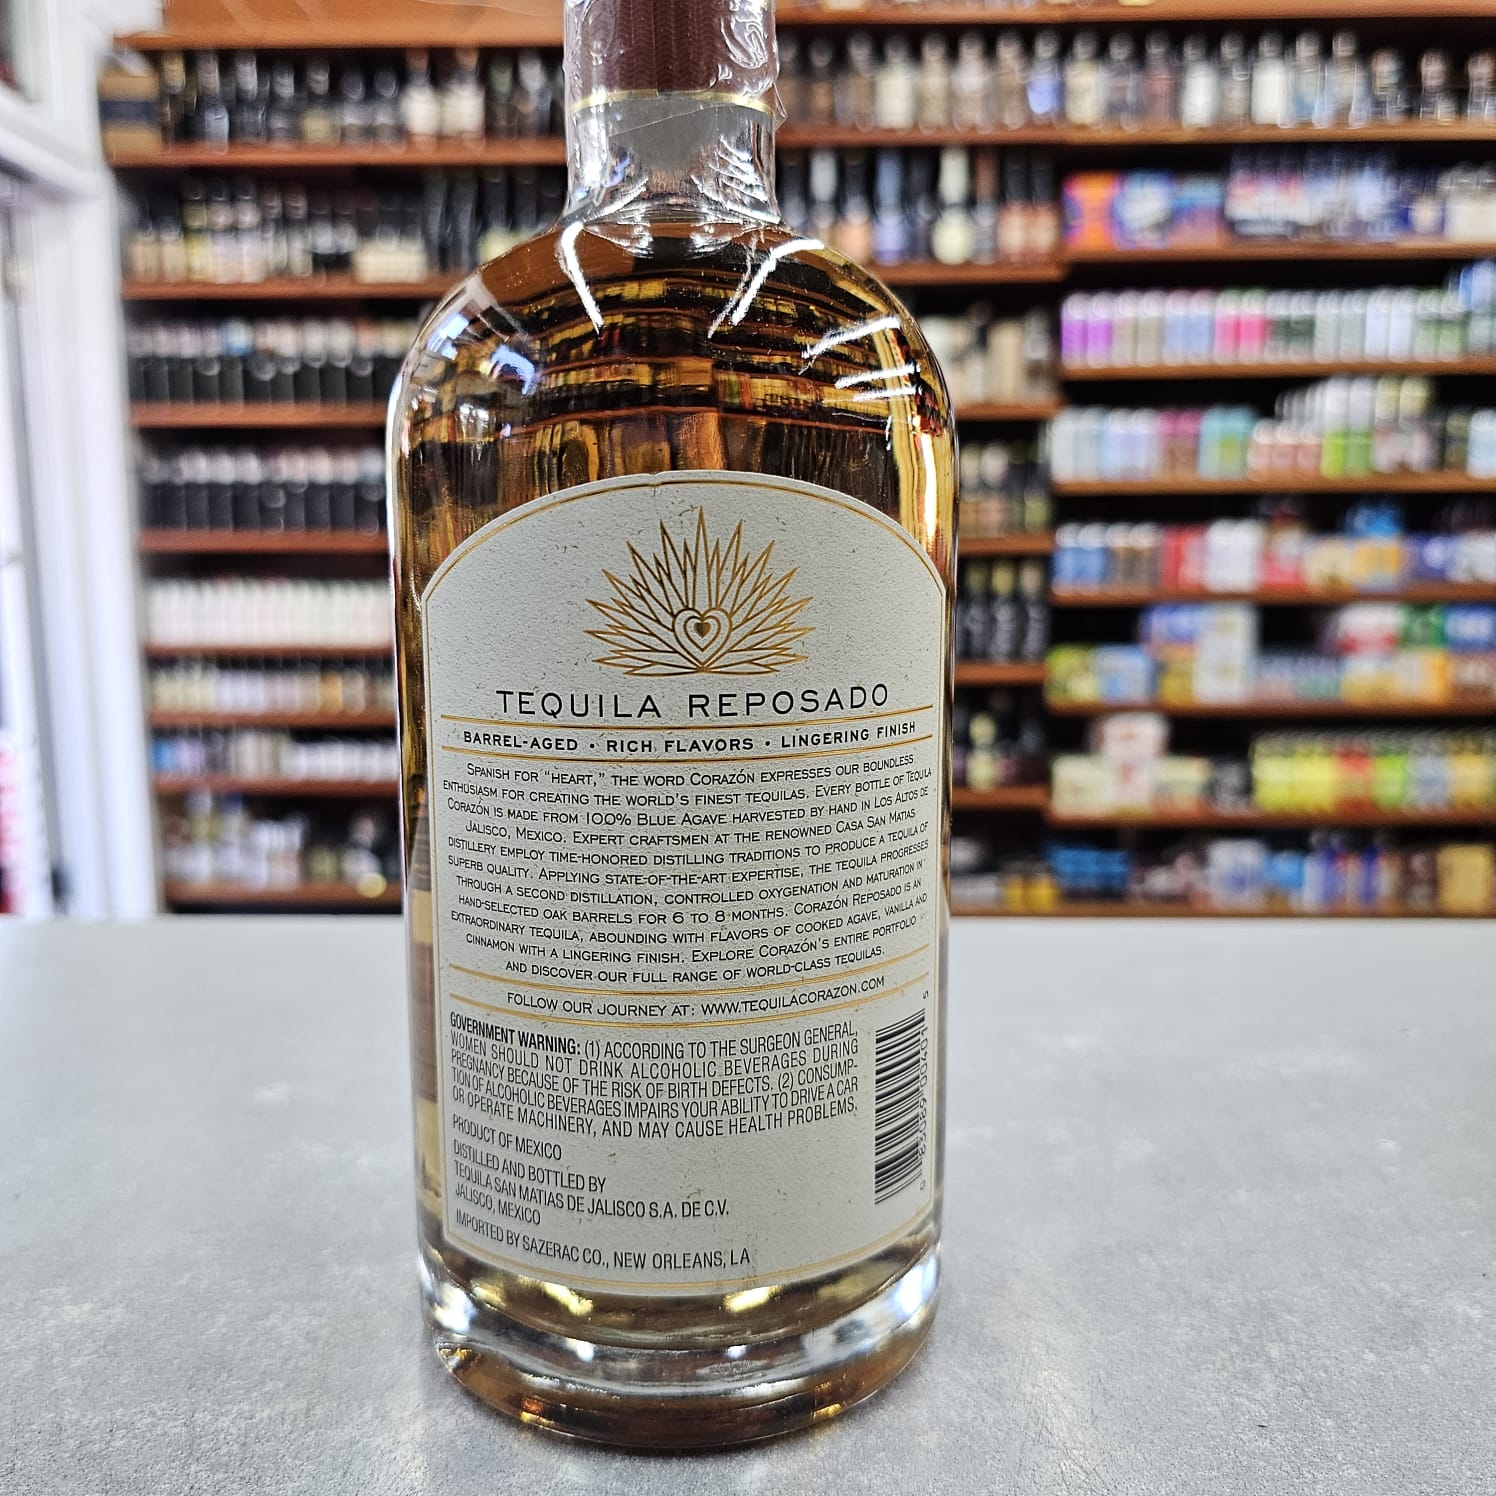 TEQUILA REPOSADO
BARREL-AGED • RICH FLAVORS • LINGERING FINISH
SPANISH FOR "HEART," THE WORD CORAZÓN EXPRESSES OUR BOUNDLESS
ENTHUSIASM FOR CREATING THE WORLD'S FINEST TEQUILAS. EVERY BOTTLE OF TEQUILA
CORAZÓN IS MADE FROM 100% BLUE AGAVE HARVESTED BY HAND IN LOS ALTOS DE
JALISCO, MEXICO. EXPERT CRAFTSMEN AT THE RENOWNED CASA SAN MATIAS
DISTILLERY EMPLOY TIME-HONORED DISTILLING TRADITIONS TO PRODUCE A TEQUILA OF
SUPERB QUALITY. APPLYING STATE-OF-THE-ART EXPERTISE, THE TEQUILA PROGRESSES
THROUGH A SECOND DISTILLATION, CONTROLLED OXYGENATION AND MATURATION IN
HAND-SELECTED OAK BARRELS FOR 6 TO 8 MONTHS. CORAZÓN REPOSADO IS AN
EXTRAORDINARY TEQUILA, ABOUNDING WITH FLAVORS OF COOKED AGAVE, VANILLA AND
CINNAMON WITH A LINGERING FINISH. EXPLORE CORAZÓN'S ENTIRE PORTFOLIO
AND DISCOVER OUR FULL RANGE OF WORLD-CLASS TEQUILAS.
FOLLOW OUR JOURNEY AT: WWW.TEQUILACORAZON.COM
GOVERNMENT WARNING: (1) ACCORDING TO THE SURGEON GENERAL,
WOMEN SHOULD NOT DRINK ALCOHOLIC BEVERAGES DURING
PREGNANCY BECAUSE OF THE RISK OF BIRTH DEFECTS. (2) CONSUMP-
TION OF ALCOHOLIC BEVERAGES IMPAIRS YOUR ABILITY TO DRIVE A CAR
OR OPERATE MACHINERY, AND MAY CAUSE HEALTH PROBLEMS.
PRODUCT OF MEXICO
DISTILLED AND BOTTLED BY
TEQUILA SAN MATIAS DE JALISCO S.A. DE C.V.
JALISCO, MEXICO
IMPORTED BY SAZERAC CO., NEW ORLEANS, LA